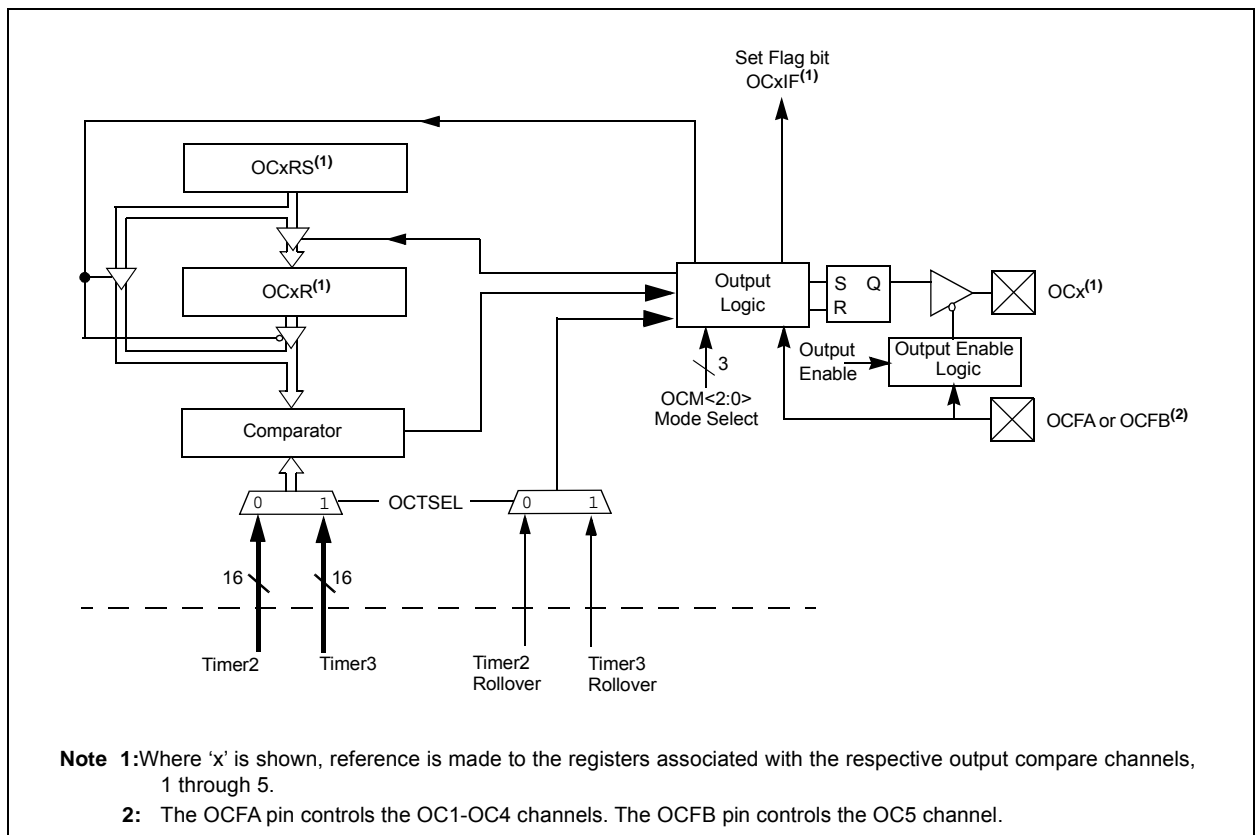 Set Flag bit
OCxIF(1)
OCxRS(1)
OCxR(1)
Output
Logic
S Q
R
OCx(1)
Output
Enable
Output Enable
Logic
3
OCM<2:0>
Mode Select
OCFA or OCFB(2)
Comparator
0 1
OCTSEL
0 1
16
16
Timer2
Timer3
Timer2
Rollover
Timer3
Rollover
Note 1:Where ‘x’ is shown, reference is made to the registers associated with the respective output compare channels,
1 through 5.
2: The OCFA pin controls the OC1-OC4 channels. The OCFB pin controls the OC5 channel.